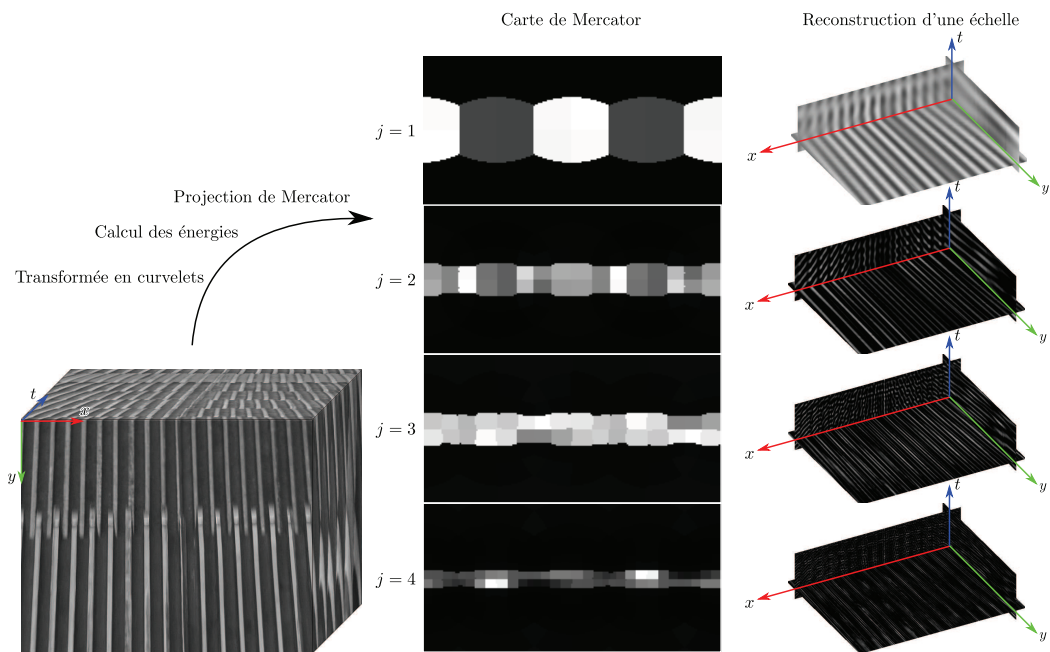 Carte de Mercator
Reconstruction d'une échelle
Projection de Mercator
Calcul des énergies
Transformée en curvelets
j = 1
j = 2
j = 3
j = 4
t
x
y
t
x
y
t
x
y
t
x
y
t
x
y